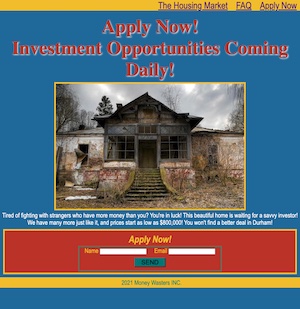 The Housing Market FAQ Apply Now
Apply Now!
Investment Opportunities Coming
Daily!
Tired of fighting with strangers who have more money than you? You're in luck! This beautiful home is waiting for a savvy investor!
We have many more just like it, and prices start as low as $800,000! You won't find a better deal in Durham!
Apply Now!
Name Email
SEND
2021 Money Wasters INC.